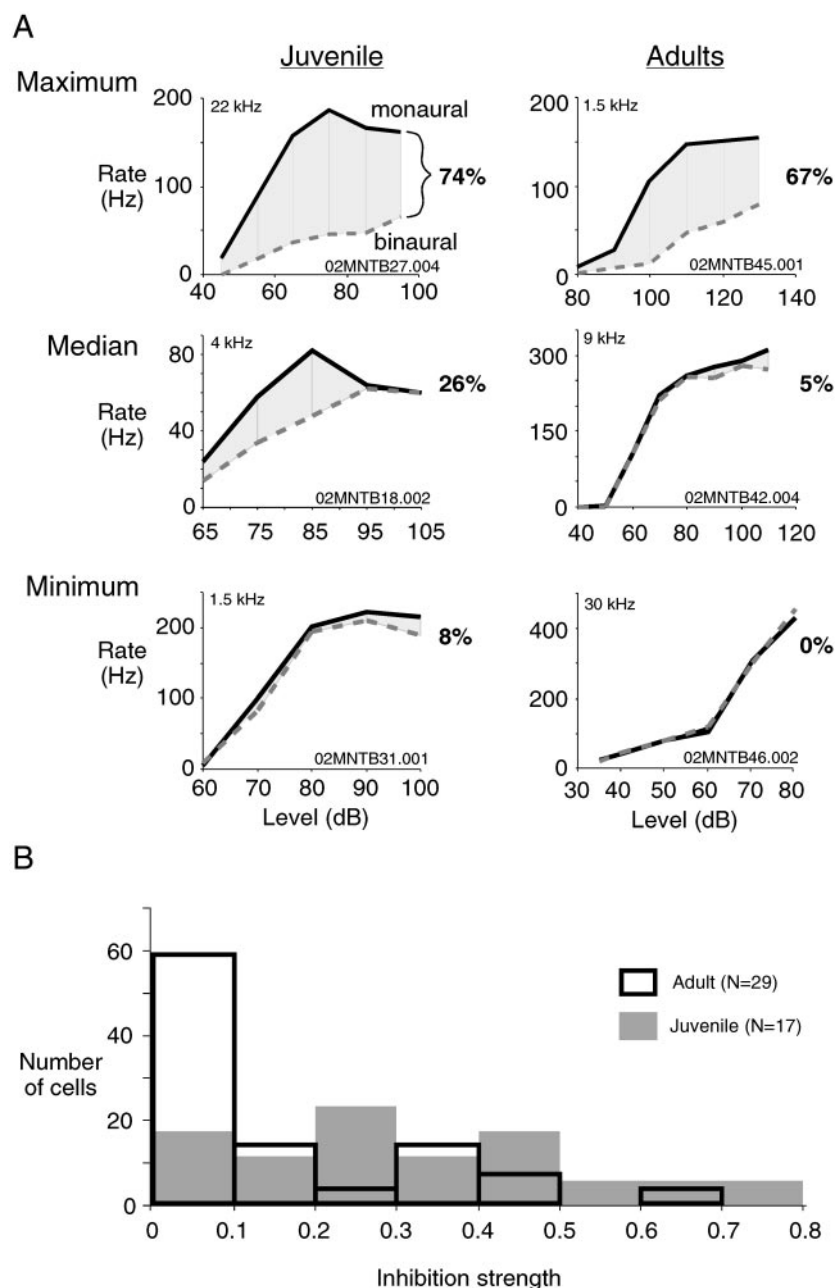 A
Juvenile
Adults
Maximum
200
100
0
Rate
(Hz)
22 kHz
monaural
74%
binaural
02MNTB27.004
40 60 80 100
200
100
0
1.5 kHz
67%
02MNTB45.001
80 100 120 140
Median
80
40
0
Rate
(Hz)
4 kHz
26%
02MNTB18.002
65 75 85 95 105
300
150
0
9 kHz
5%
02MNTB42.004
40 60 80 100 120
Minimum
200
100
0
Rate
(Hz)
1.5 kHz
8%
02MNTB31.001
60 70 80 90 100
Level (dB)
400
200
0
30 kHz
0%
02MNTB46.002
30 40 50 60 70 80
Level (dB)
B
60
40
20
0
Number
of cells
Adult (N=29)
Juvenile (N=17)
0 0.1 0.2 0.3 0.4 0.5 0.6 0.7 0.8
Inhibition strength